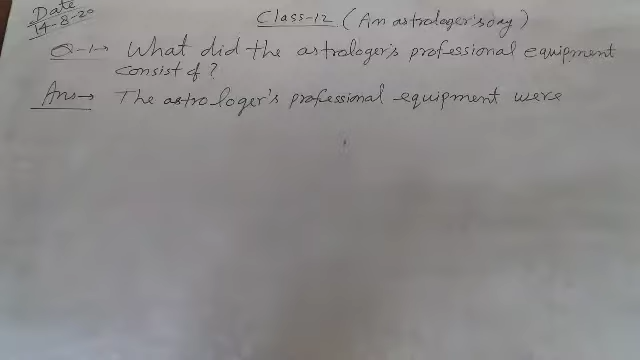 Date
14-8-20
Class-12 (An astrologer's day)
Q-1→ What did the astrologer's professional equipment
consist of?
Ans→ The astrologer's professional equipment were